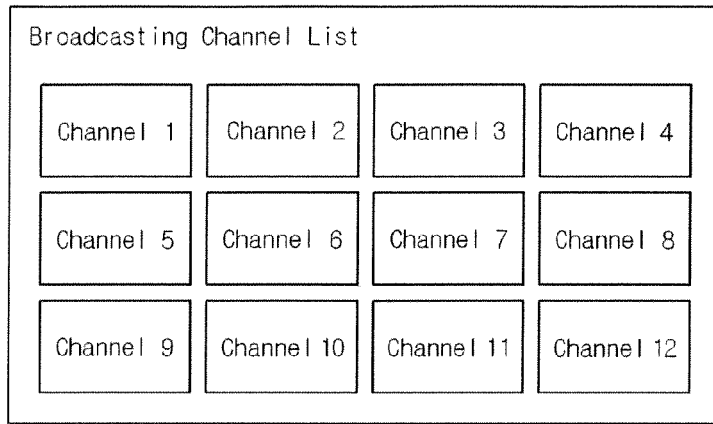 Broadcasting Channel List
Channel 1 Channel 2 Channel 3 Channel 4
Channel 5 Channel 6 Channel 7 Channel 8
Channel 9 Channel 10 Channel 11 Channel 12